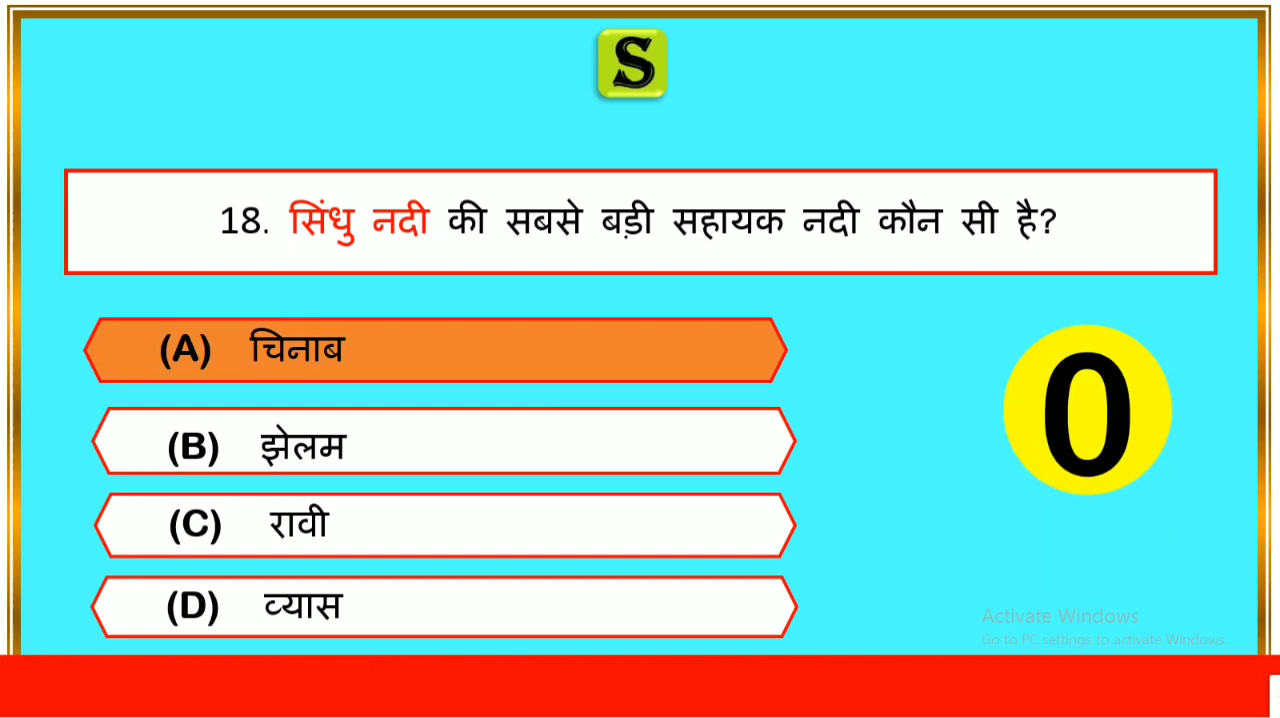 S
18. सिंधु नदी की सबसे बड़ी सहायक नदी कौन सी है?
(A) चिनाब
(B) झेलम
(C) रावी
(D) व्यास
0
Activate Windows
Go to PC settings to activate Windows.